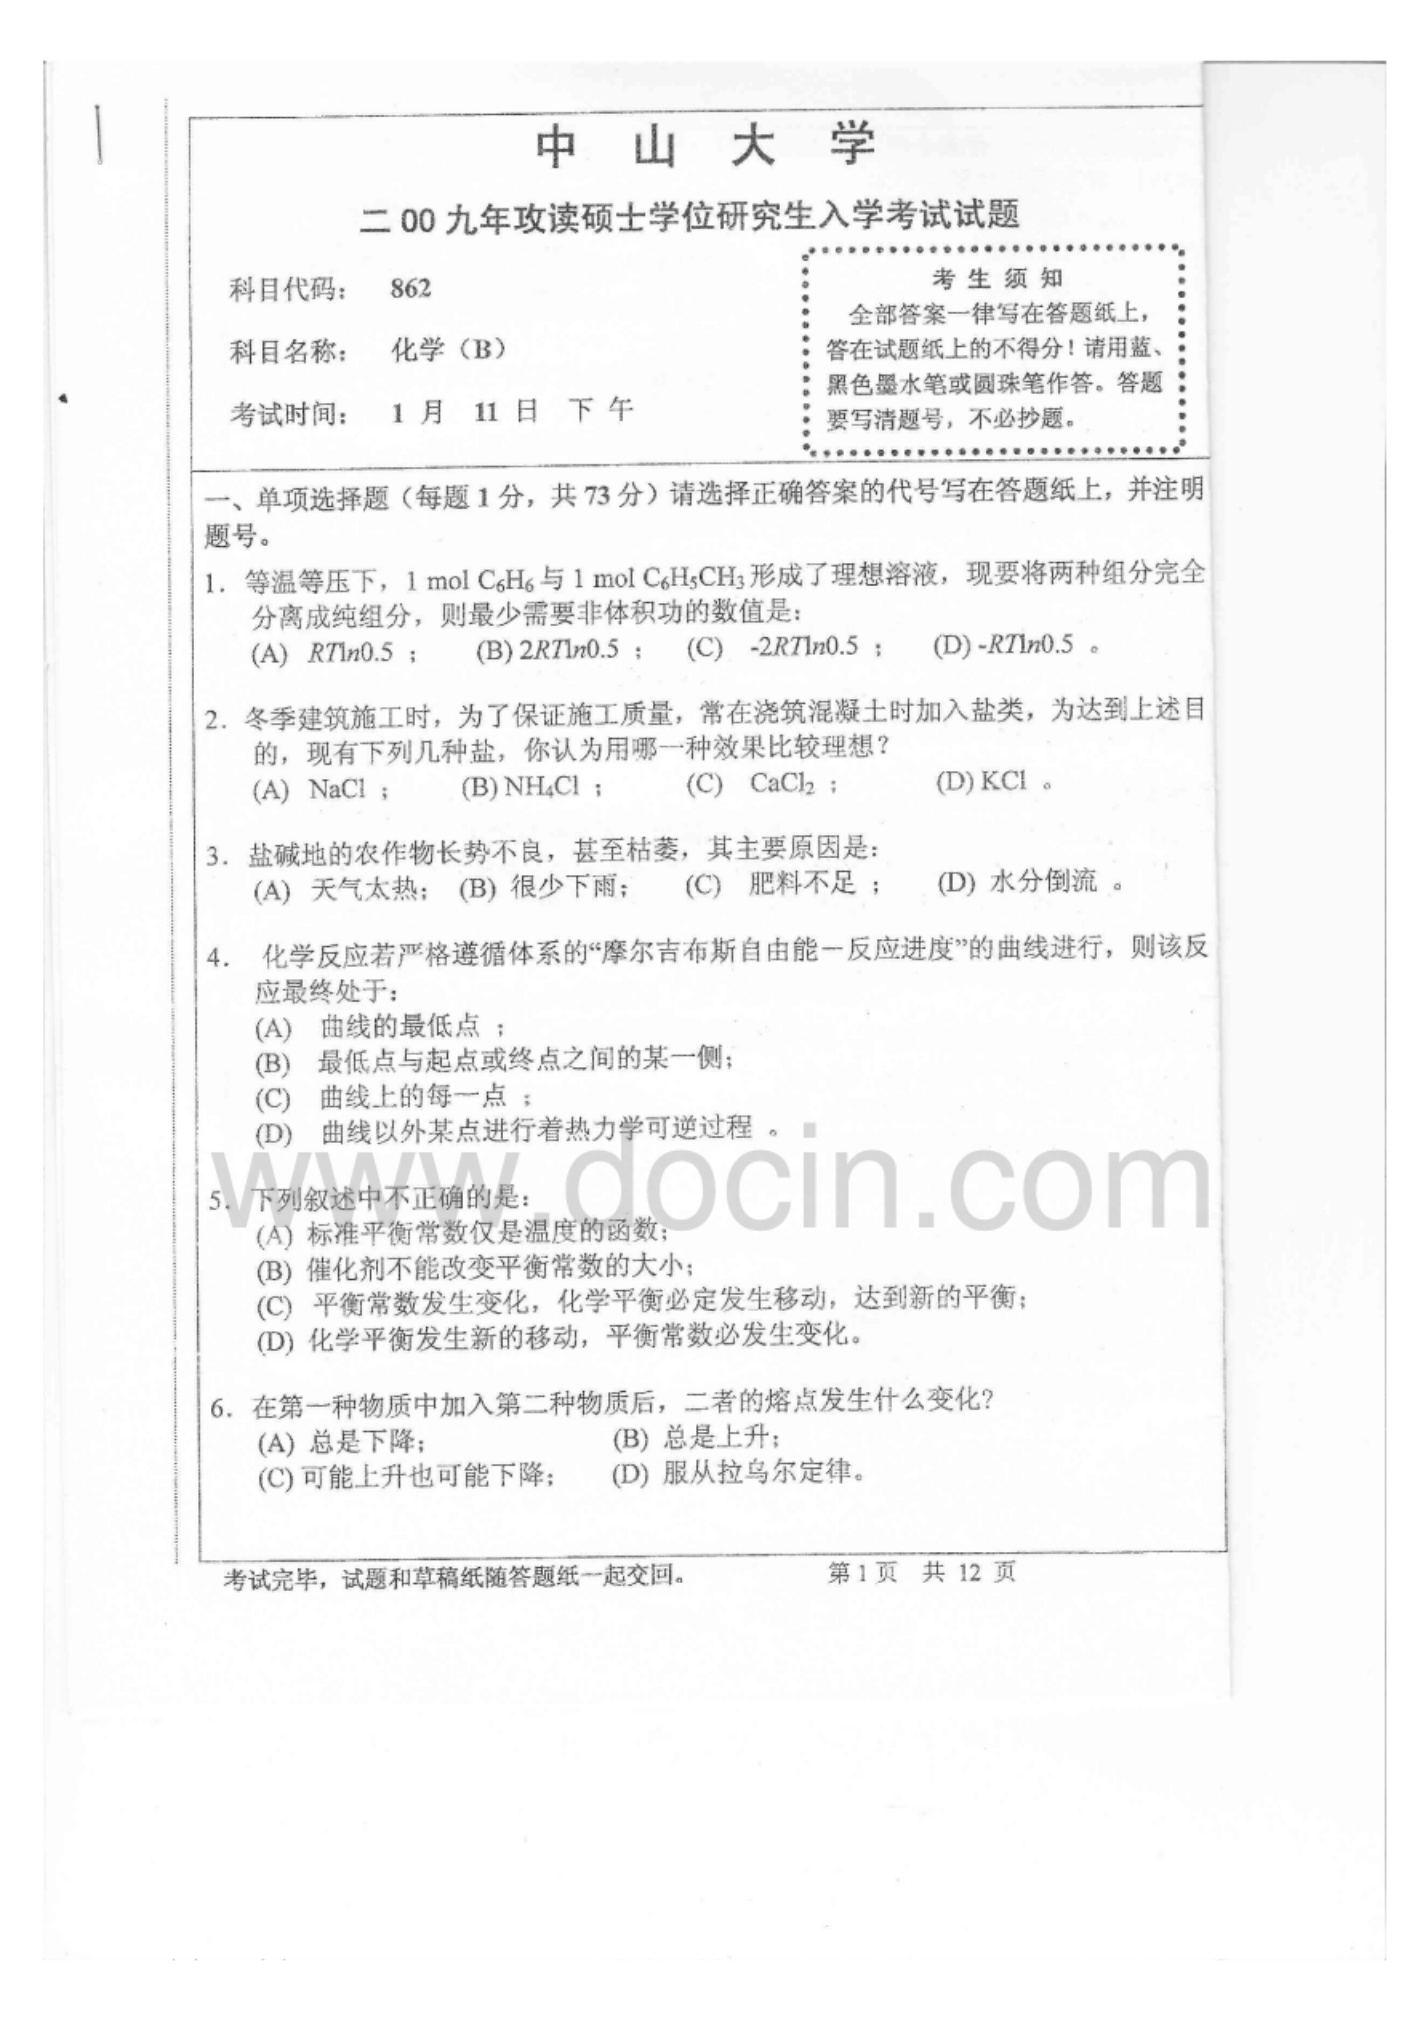 中 山 大 学
二00九年攻读硕士学位研究生入学考试试题
科目代码： 862
科目名称： 化学（B）
考试时间： 1 月 11 日 下 午
考 生 须 知
全部答案一律写在答题纸上，
答在试题纸上的不得分！请用蓝、
黑色墨水笔或圆珠笔作答。答题
要写清题号，不必抄题。
一、单项选择题（每题 1 分，共 73 分）请选择正确答案的代号写在答题纸上，并注明
题号。
1．等温等压下，1 mol C6H6 与 1 mol C6H5CH3 形成了理想溶液，现要将两种组分完全
分离成纯组分，则最少需要非体积功的数值是：
(A) RTln0.5 ； (B) 2RTln0.5 ； (C) -2RTln0.5 ； (D) -RTln0.5 。
2．冬季建筑施工时，为了保证施工质量，常在浇筑混凝土时加入盐类，为达到上述目
的，现有下列几种盐，你认为用哪一种效果比较理想？
(A) NaCl ； (B) NH4Cl ； (C) CaCl2 ； (D) KCl 。
3．盐碱地的农作物长势不良，甚至枯萎，其主要原因是：
(A) 天气太热； (B) 很少下雨； (C) 肥料不足 ； (D) 水分倒流 。
4． 化学反应若严格遵循体系的“摩尔吉布斯自由能－反应进度”的曲线进行，则该反
应最终处于：
(A) 曲线的最低点 ；
(B) 最低点与起点或终点之间的某一侧；
(C) 曲线上的每一点 ；
(D) 曲线以外某点进行着热力学可逆过程 。
www.docin.com
5．下列叙述中不正确的是：
(A) 标准平衡常数仅是温度的函数；
(B) 催化剂不能改变平衡常数的大小；
(C) 平衡常数发生变化，化学平衡必定发生移动，达到新的平衡；
(D) 化学平衡发生新的移动，平衡常数必发生变化。
6．在第一种物质中加入第二种物质后，二者的熔点发生什么变化？
(A) 总是下降； (B) 总是上升；
(C) 可能上升也可能下降； (D) 服从拉乌尔定律。
考试完毕，试题和草稿纸随答题纸一起交回。 第 1 页 共 12 页